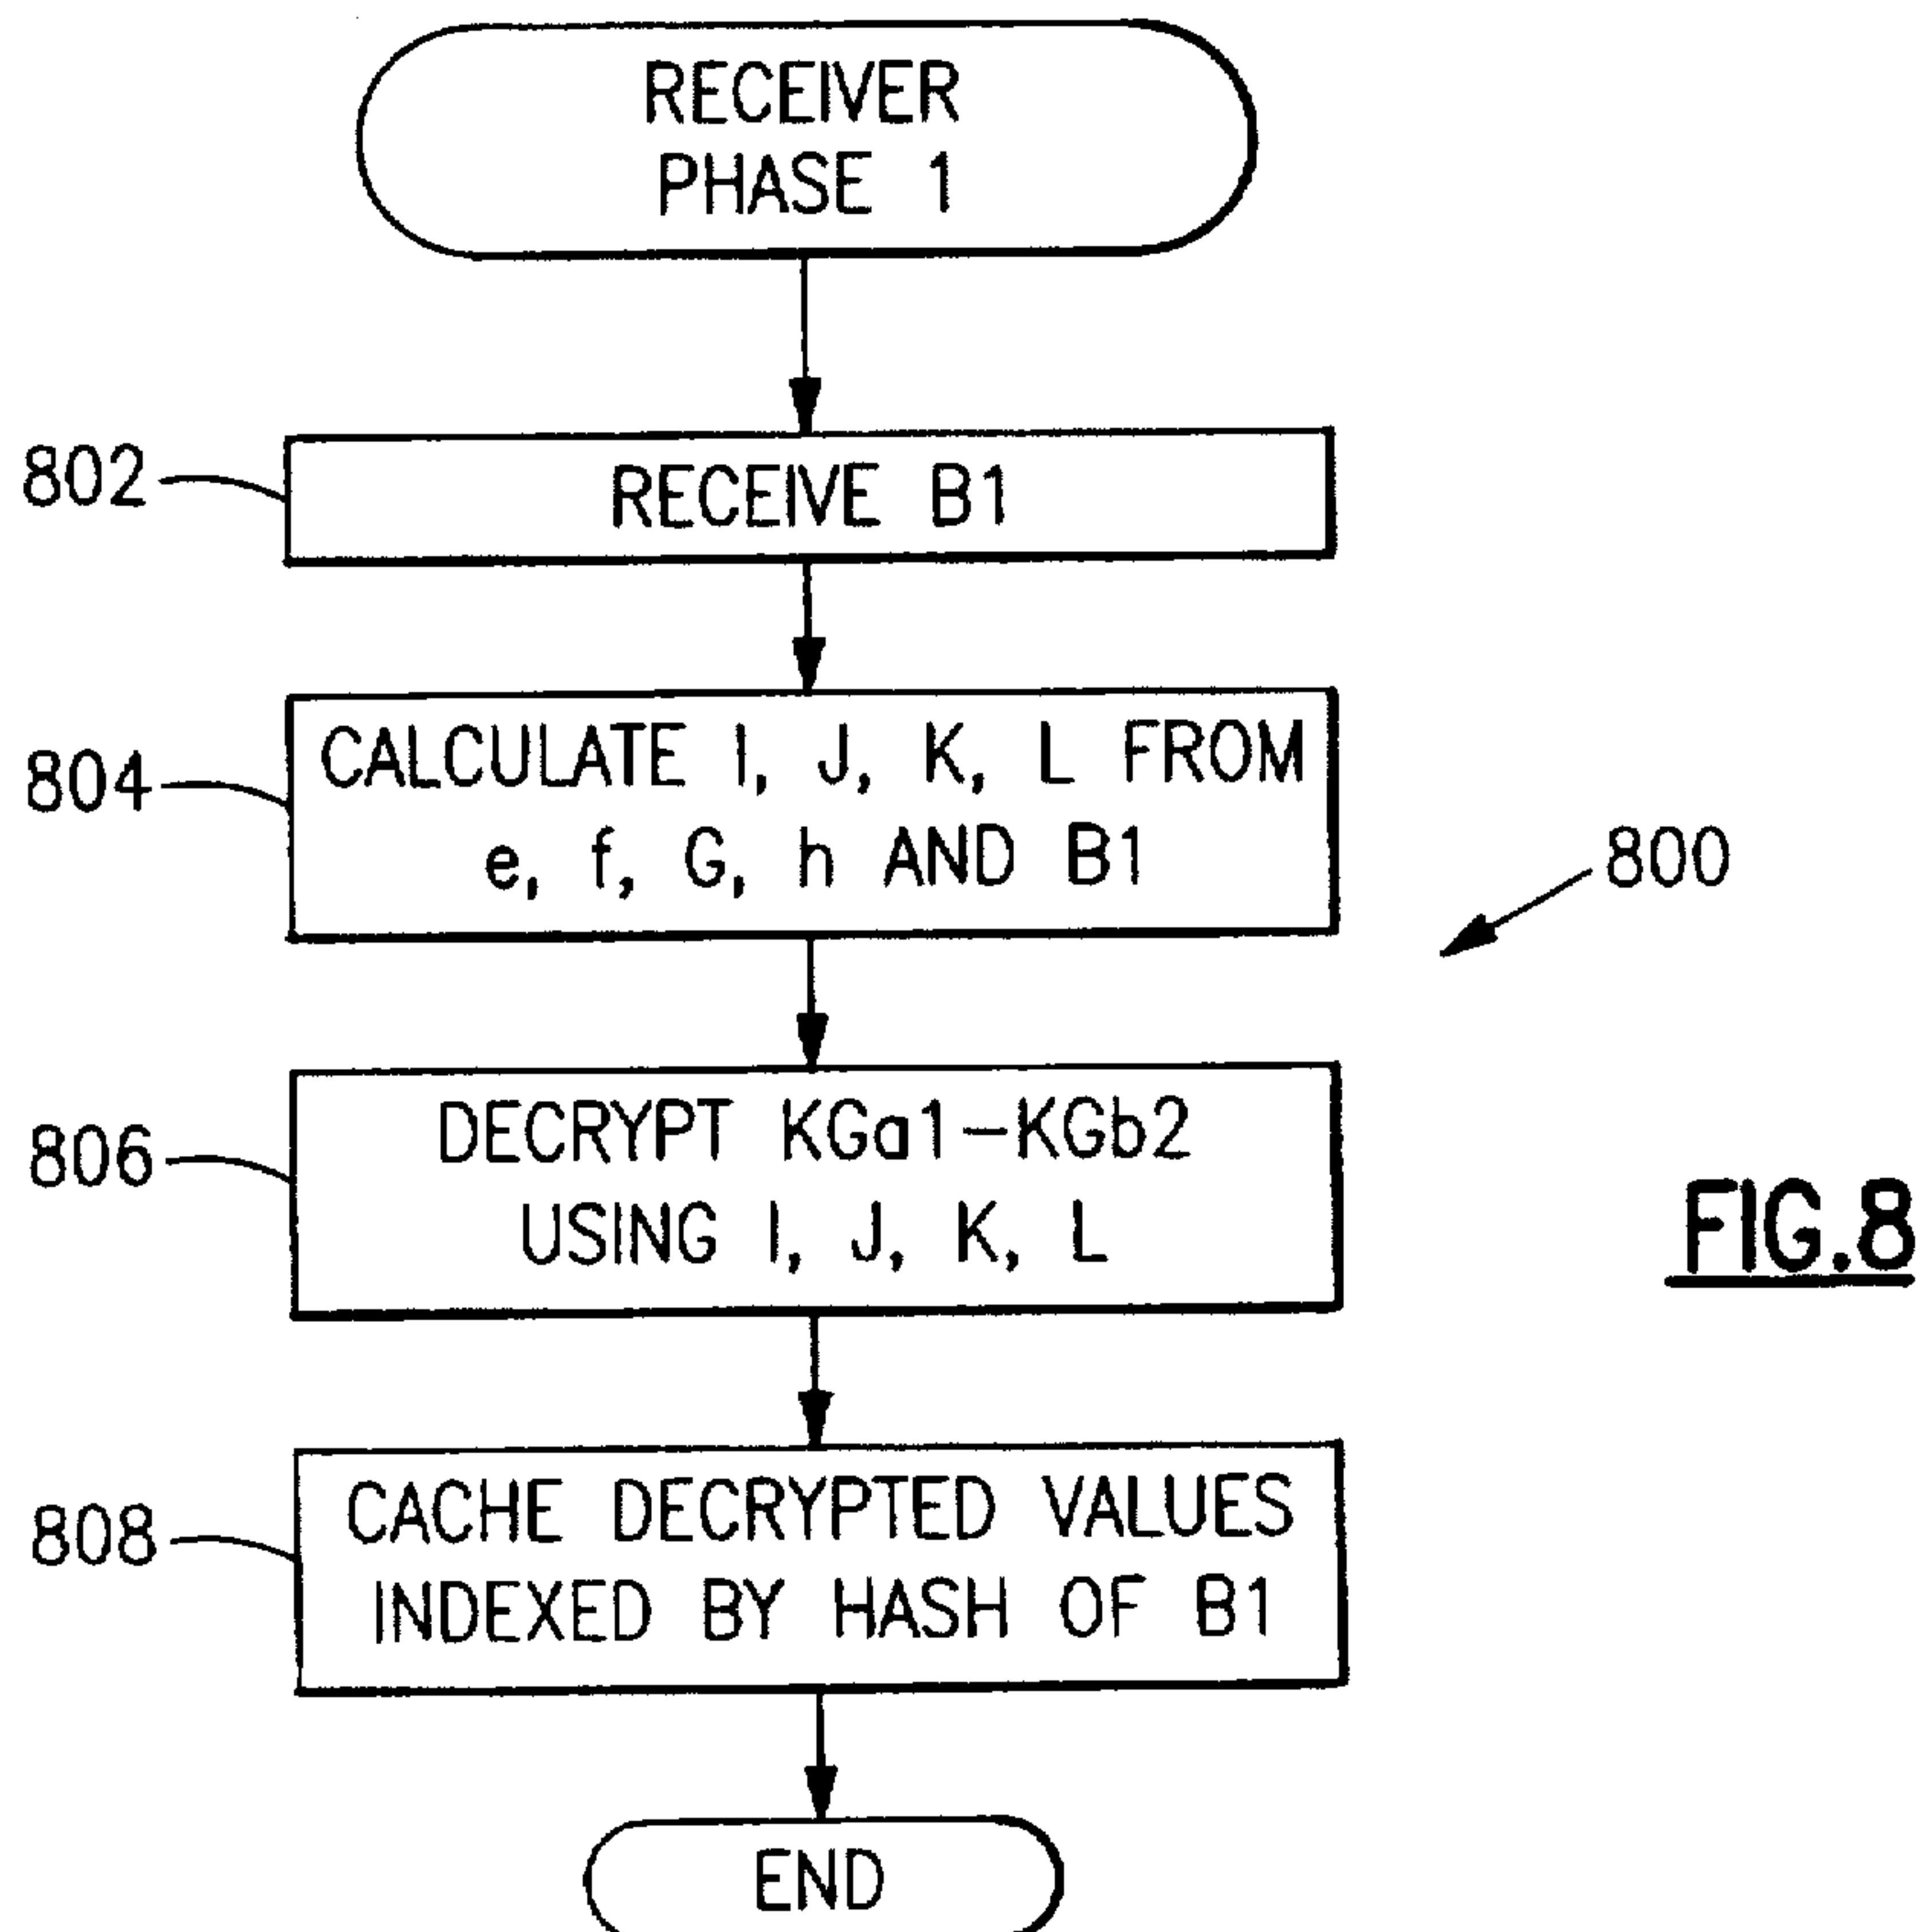 RECEIVER
PHASE 1
802
RECEIVE B1
804
CALCULATE I, J, K, L FROM
e, f, G, h AND B1
800
806
DECRYPT KGa1-KGb2
USING I, J, K, L
FIG.8
808
CACHE DECRYPTED VALUES
INDEXED BY HASH OF B1
END